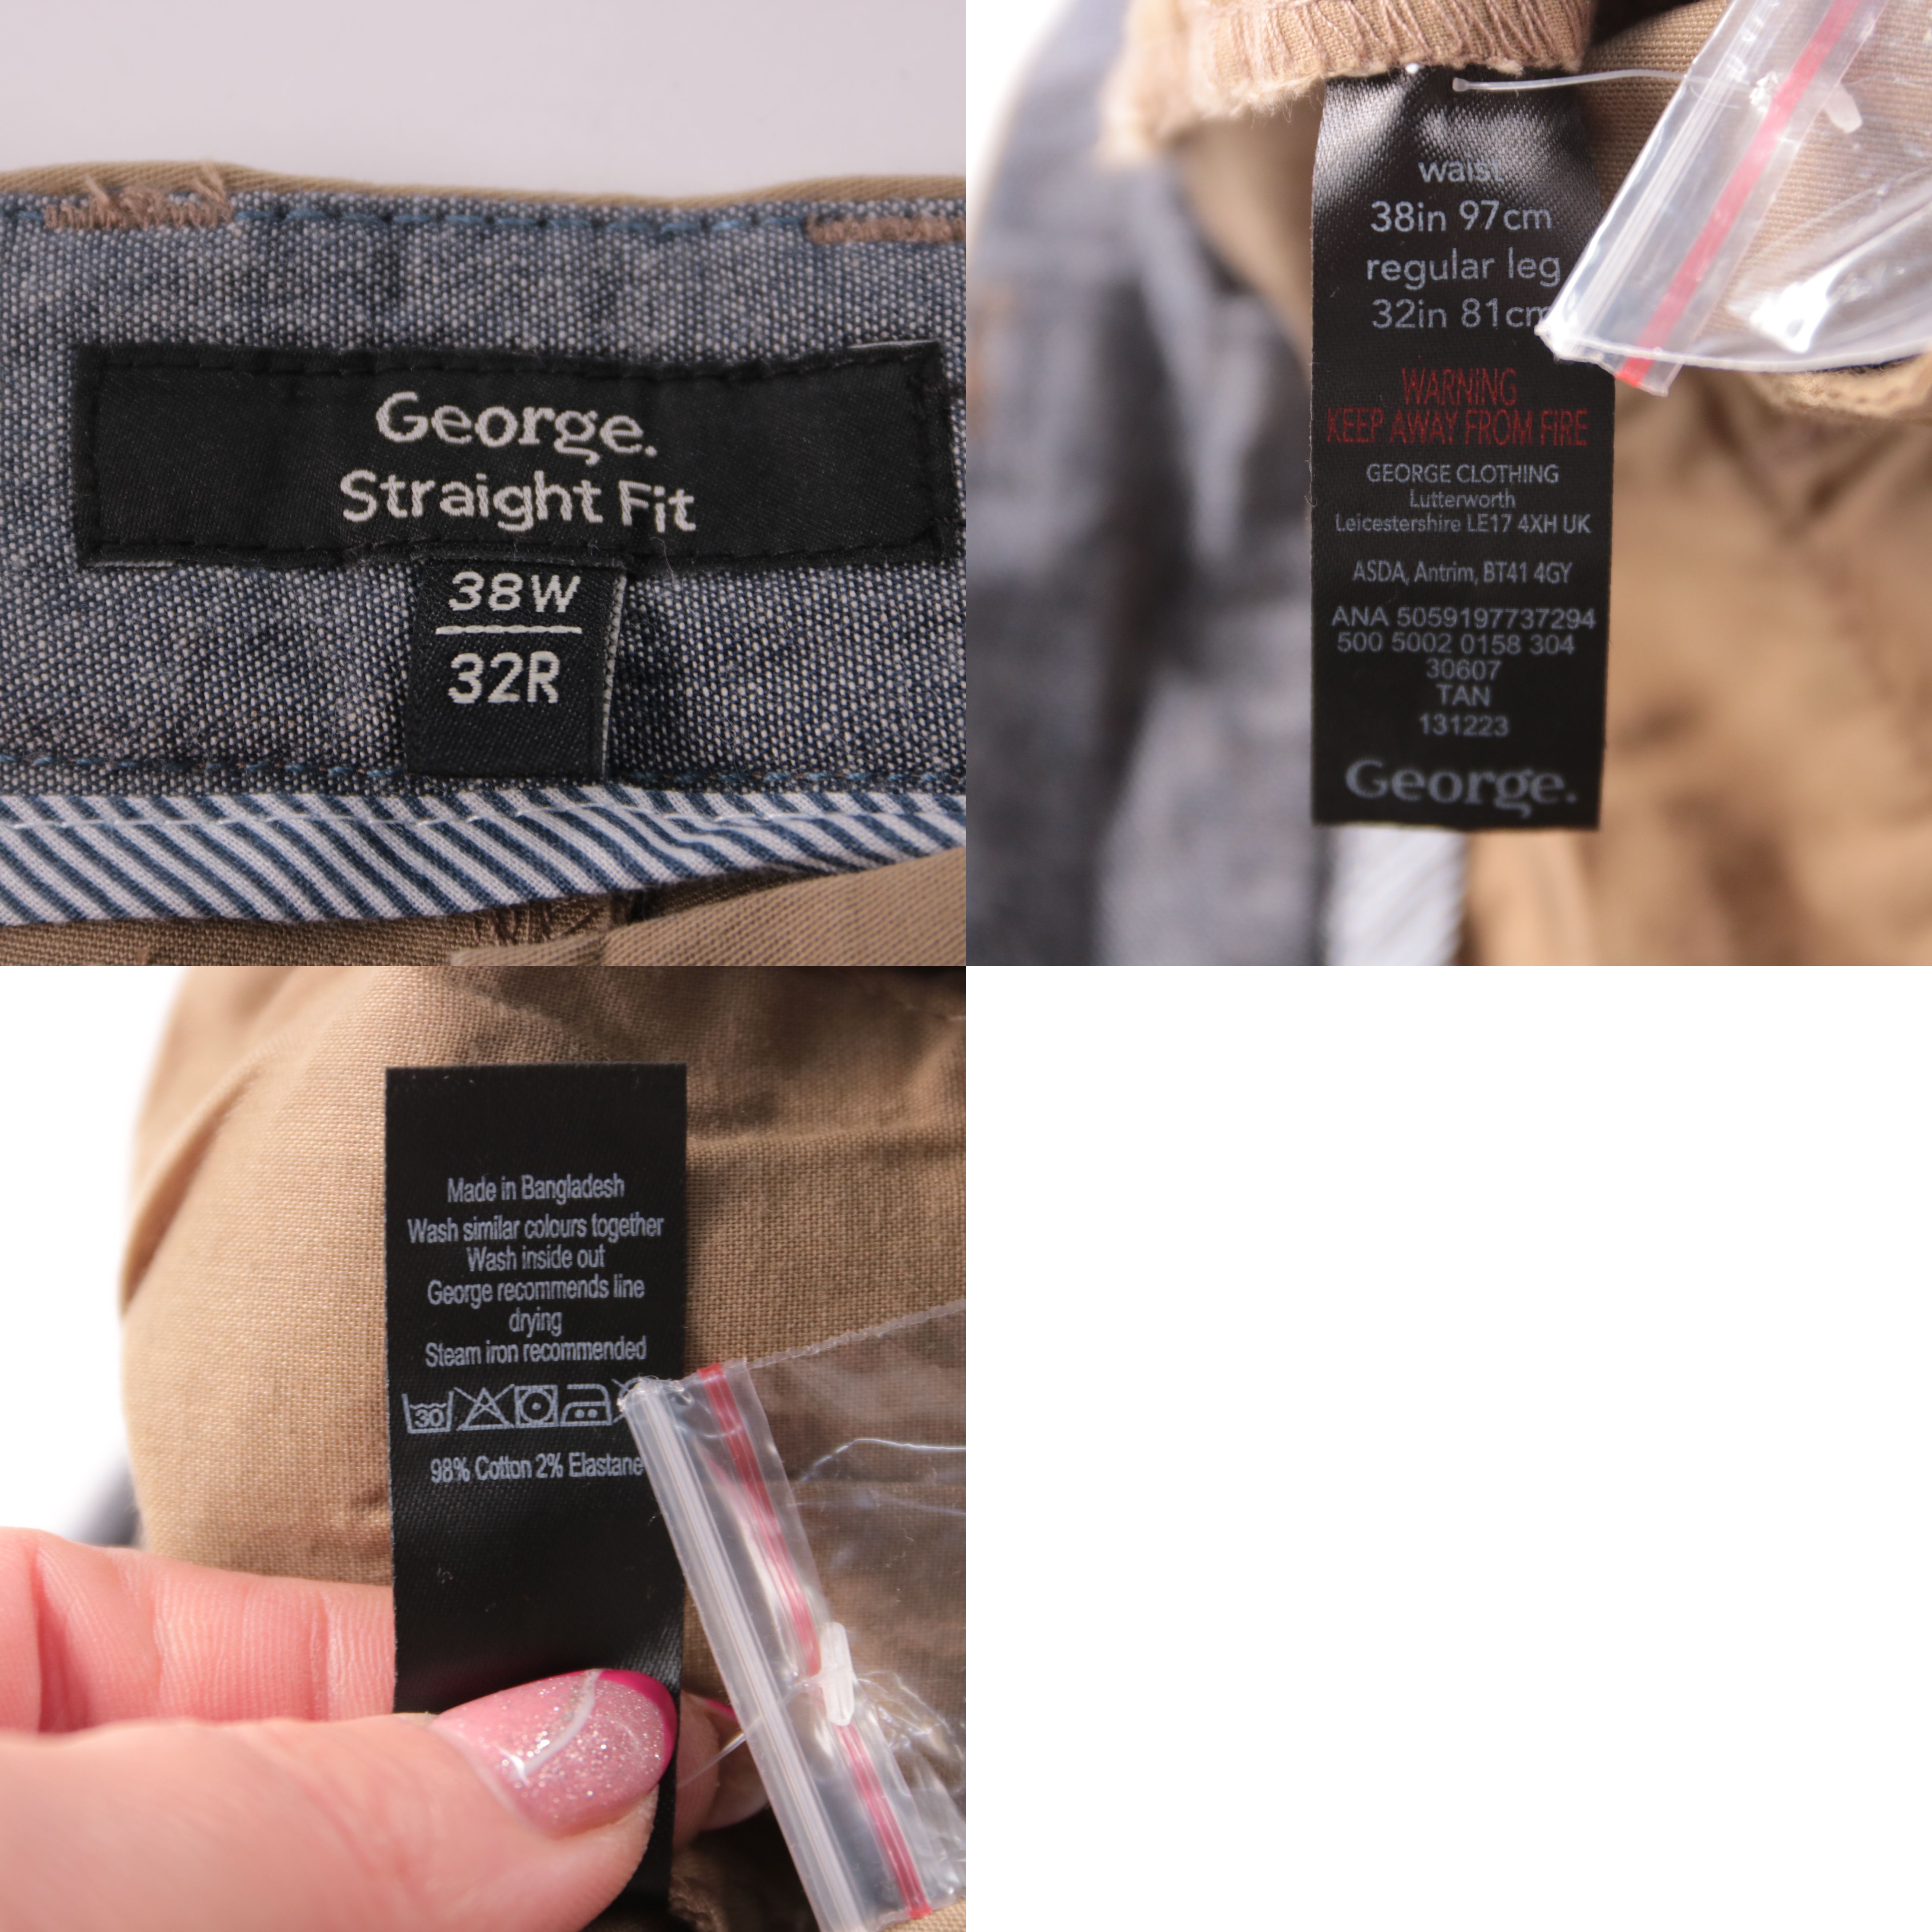 George.
Straight Fit
38W
32R
waist
38in 97cm
regular leg
32in 81cm
WARNING
KEEP AWAY FROM FIRE
GEORGE CLOTHING
Lutterworth
Leicestershire LE17 4XH UK
ASDA, Antrim, BT41 4GY
ANA 5059197737294
500 5002 0158 304
30607
TAN
131223
George.
Made in Bangladesh
Wash similar colours together
Wash inside out
George recommends line
drying
Steam iron recommended
30
98% Cotton 2% Elastane